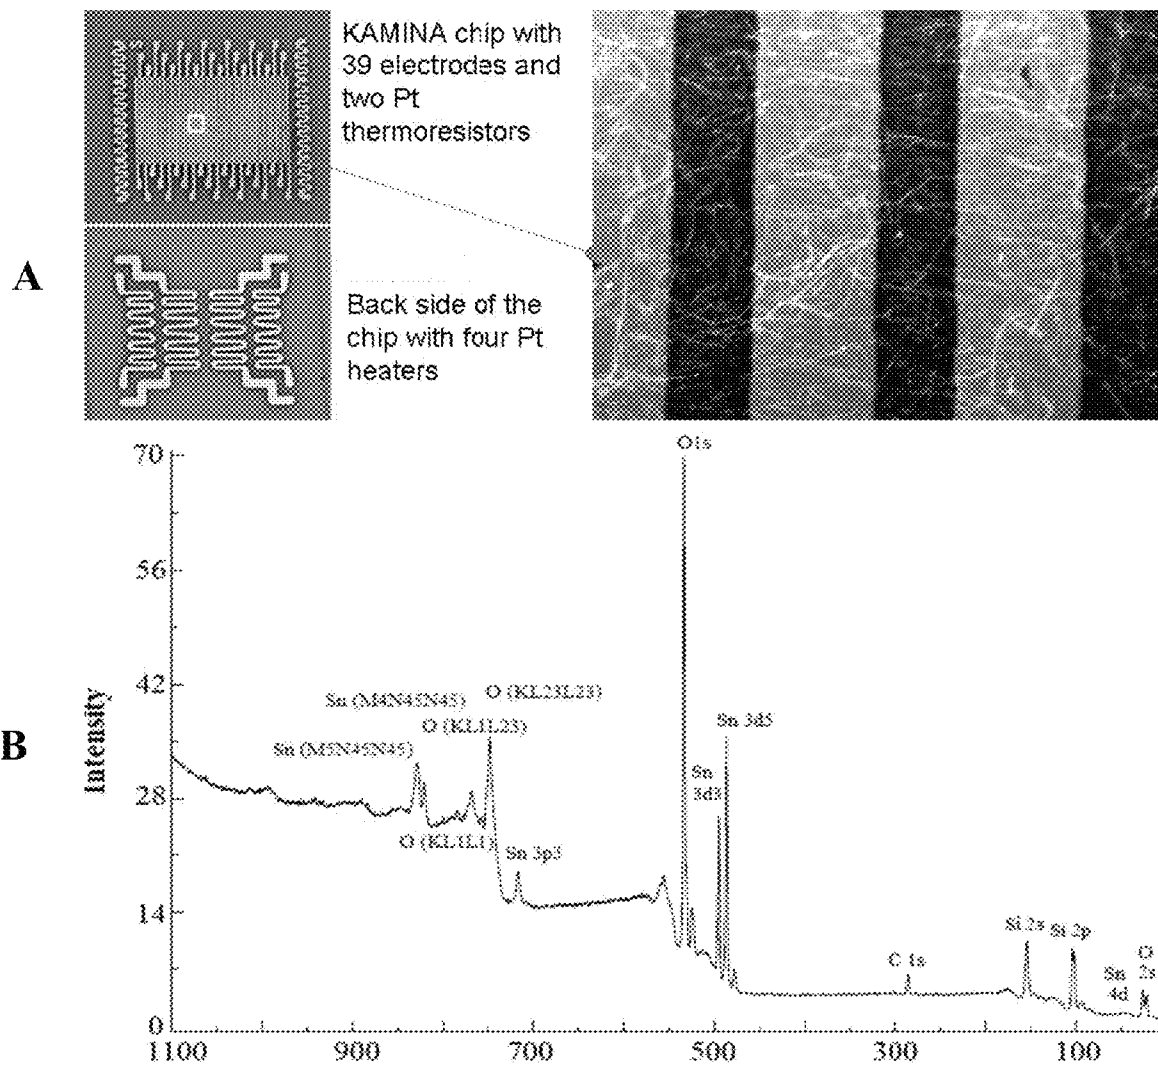 KAMINA chip with
39 electrodes and
two Pt
thermoresistors
A
Back side of the
chip with four Pt
heaters
B
Intensity
70
56
42
28
14
0
O1s
Sn (M4N45N45)
O (KL23L23)
O (KL1L23)
Sn (M5N45N45)
O (KL1L1)
Sn 3p3
Sn 3d5
Sn
3d3
C 1s
Si 2s
Si 2p
Sn
4d
O
2s
1100
900
700
500
300
100